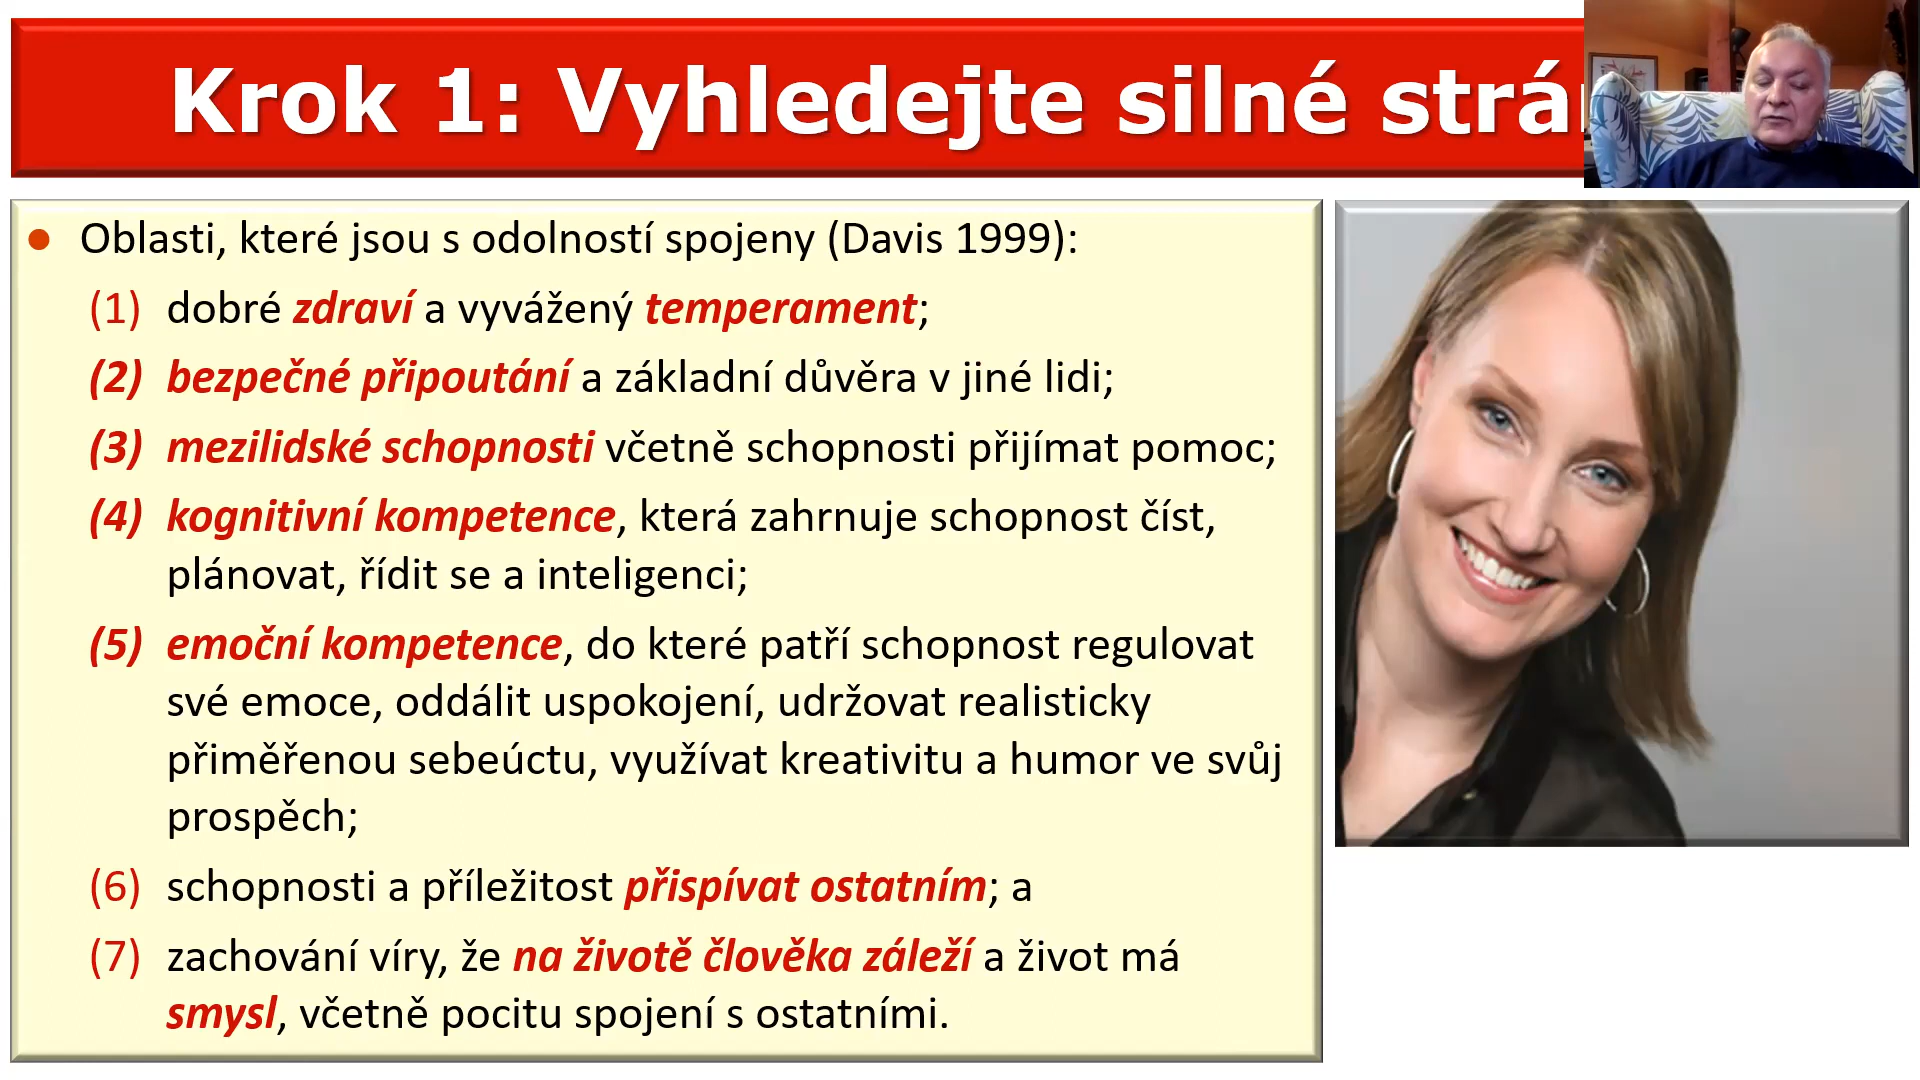 Krok 1: Vyhledejte silné strá
● Oblasti, které jsou s odolností spojeny (Davis 1999):
(1) dobré zdraví a vyvážený temperament;
(2) bezpečné připoutání a základní důvěra v jiné lidi;
(3) mezilidské schopnosti včetně schopnosti přijímat pomoc;
(4) kognitivní kompetence, která zahrnuje schopnost číst,
plánovat, řídit se a inteligenci;
(5) emoční kompetence, do které patří schopnost regulovat
své emoce, oddálit uspokojení, udržovat realisticky
přiměřenou sebeúctu, využívat kreativitu a humor ve svůj
prospěch;
(6) schopnosti a příležitost přispívat ostatním; a
(7) zachování víry, že na životě člověka záleží a život má
smysl, včetně pocitu spojení s ostatními.